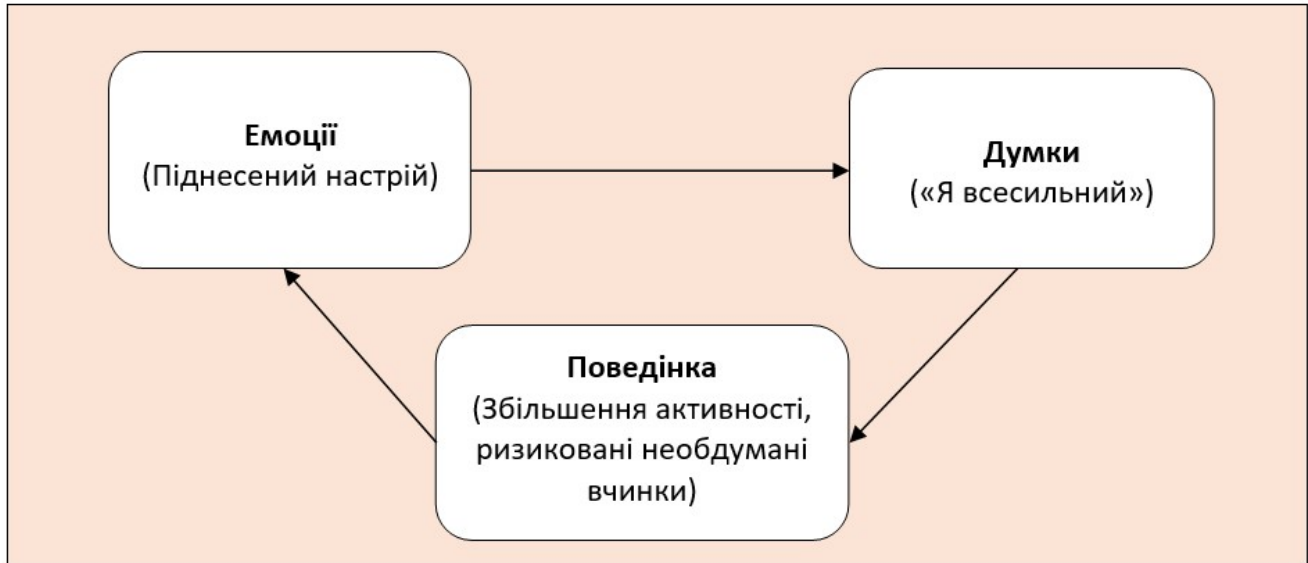 Емоції
(Піднесений настрій)
Думки
(«Я всесильний»)
Поведінка
(Збільшення активності,
ризиковані необдумані
вчинки)